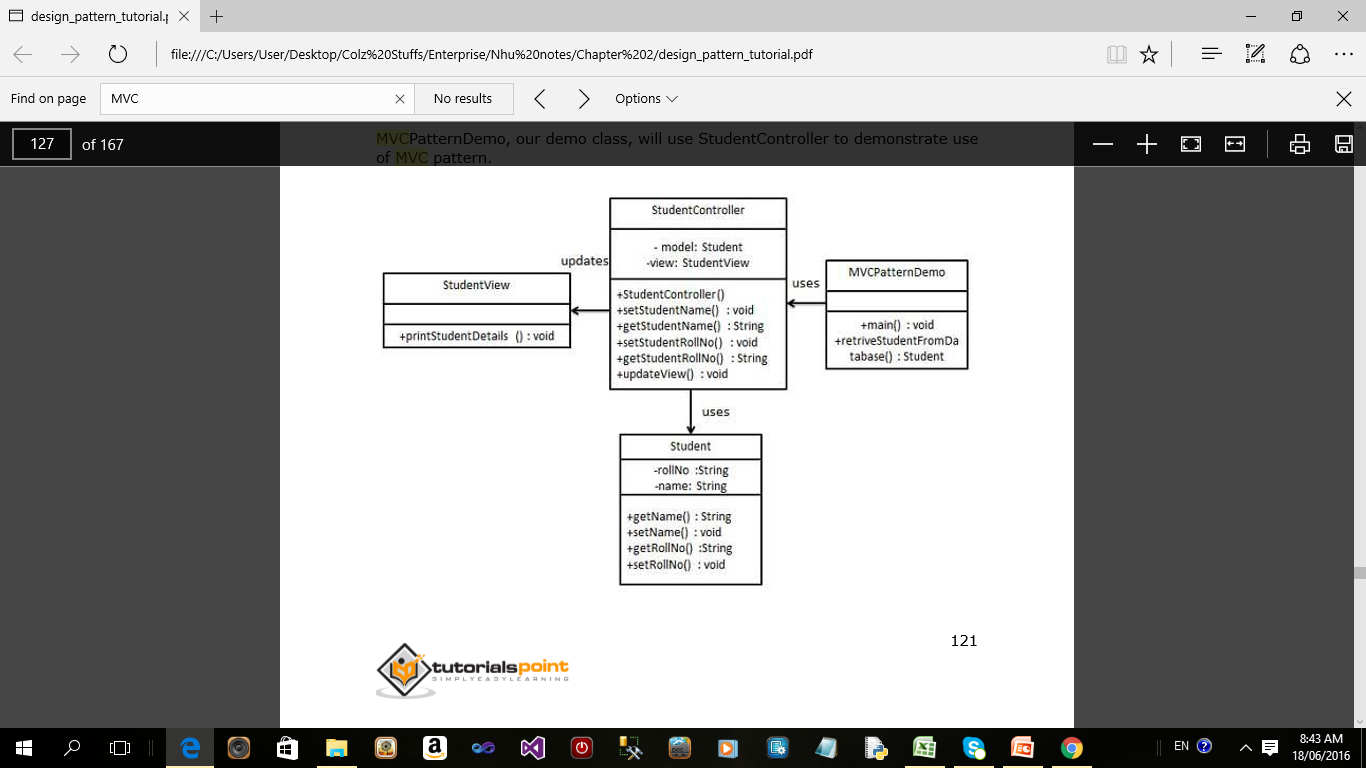 design_pattern_tutorial.p
file:///C:/Users/User/Desktop/Colz%20Stuffs/Enterprise/Nhu%20notes/Chapter%202/design_pattern_tutorial.pdf
Find on page
MVC
No results
Options
127
of 167
MVCPatternDemo, our demo class, will use StudentController to demonstrate use
of MVC pattern.
StudentController
- model: Student
-view: StudentView
+StudentController()
+setStudentName() : void
+getStudentName() : String
+setStudentRollNo() : void
+getStudentRollNo() : String
+updateView() : void
updates
StudentView
+printStudentDetails () : void
uses
MVCPatternDemo
+main() : void
+retriveStudentFromDa
tabase() : Student
uses
Student
-rollNo :String
-name: String
+getName() : String
+setName() : void
+getRollNo() :String
+setRollNo() : void
121
tutorialspoint
SIMPLYEASYLEARNING
EN
8:43 AM
18/06/2016